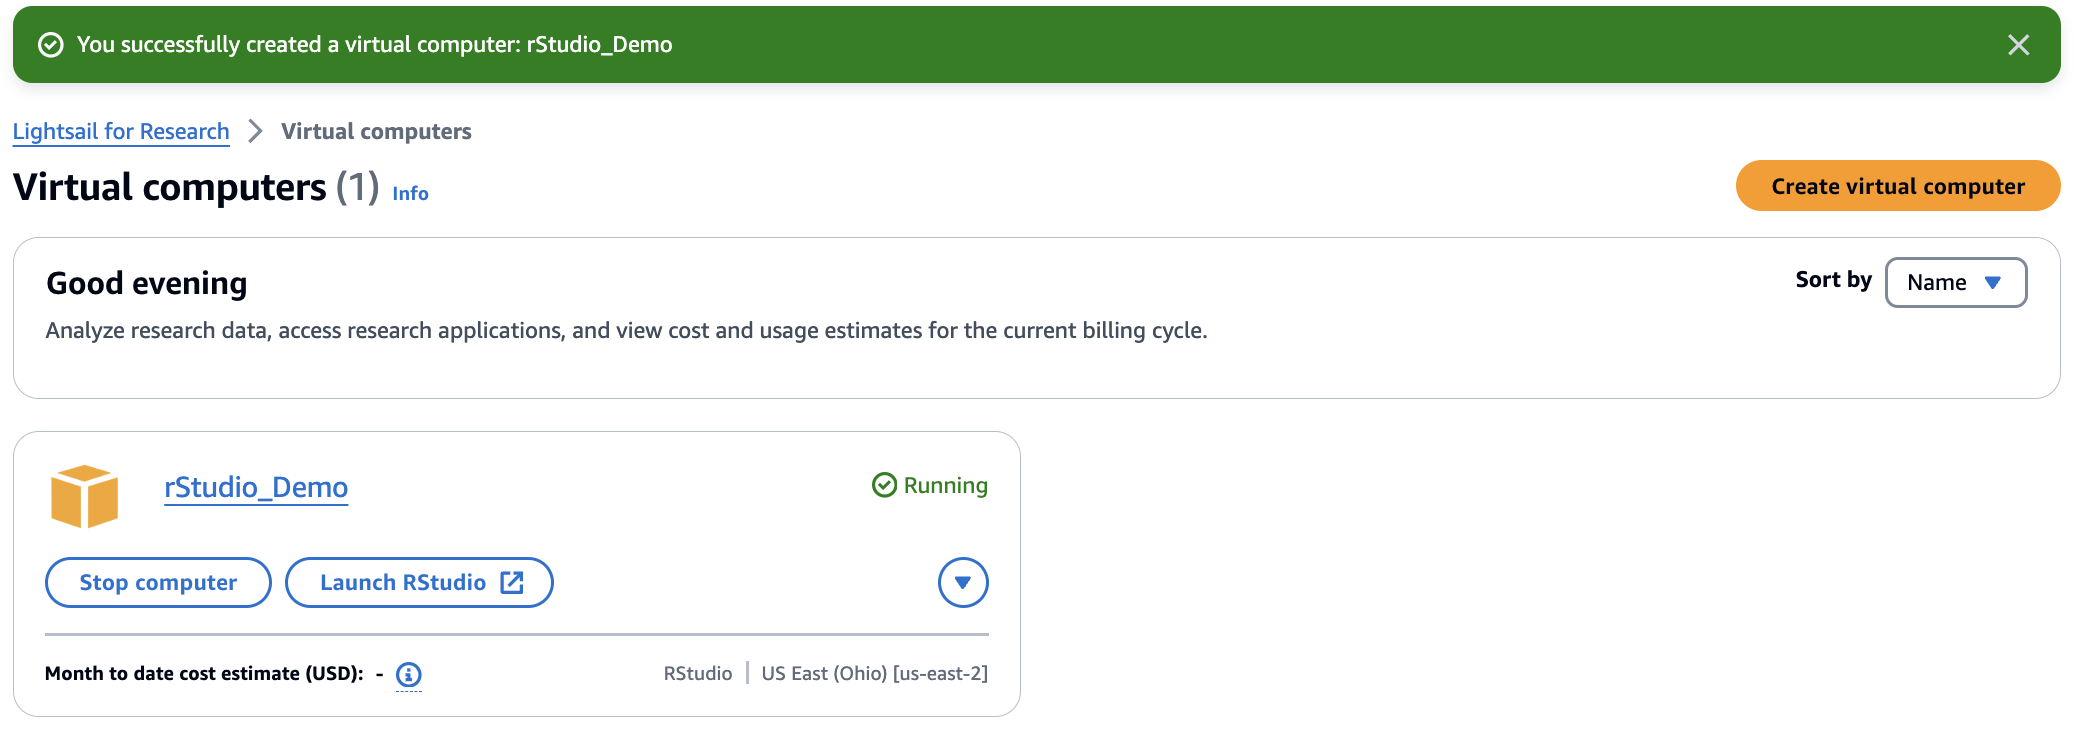 You successfully created a virtual computer: rStudio_Demo
Lightsail for Research > Virtual computers
Virtual computers (1) Info
Create virtual computer
Good evening
Sort by Name
Analyze research data, access research applications, and view cost and usage estimates for the current billing cycle.
rStudio_Demo
Running
Stop computer
Launch RStudio
Month to date cost estimate (USD): -
RStudio | US East (Ohio) [us-east-2]